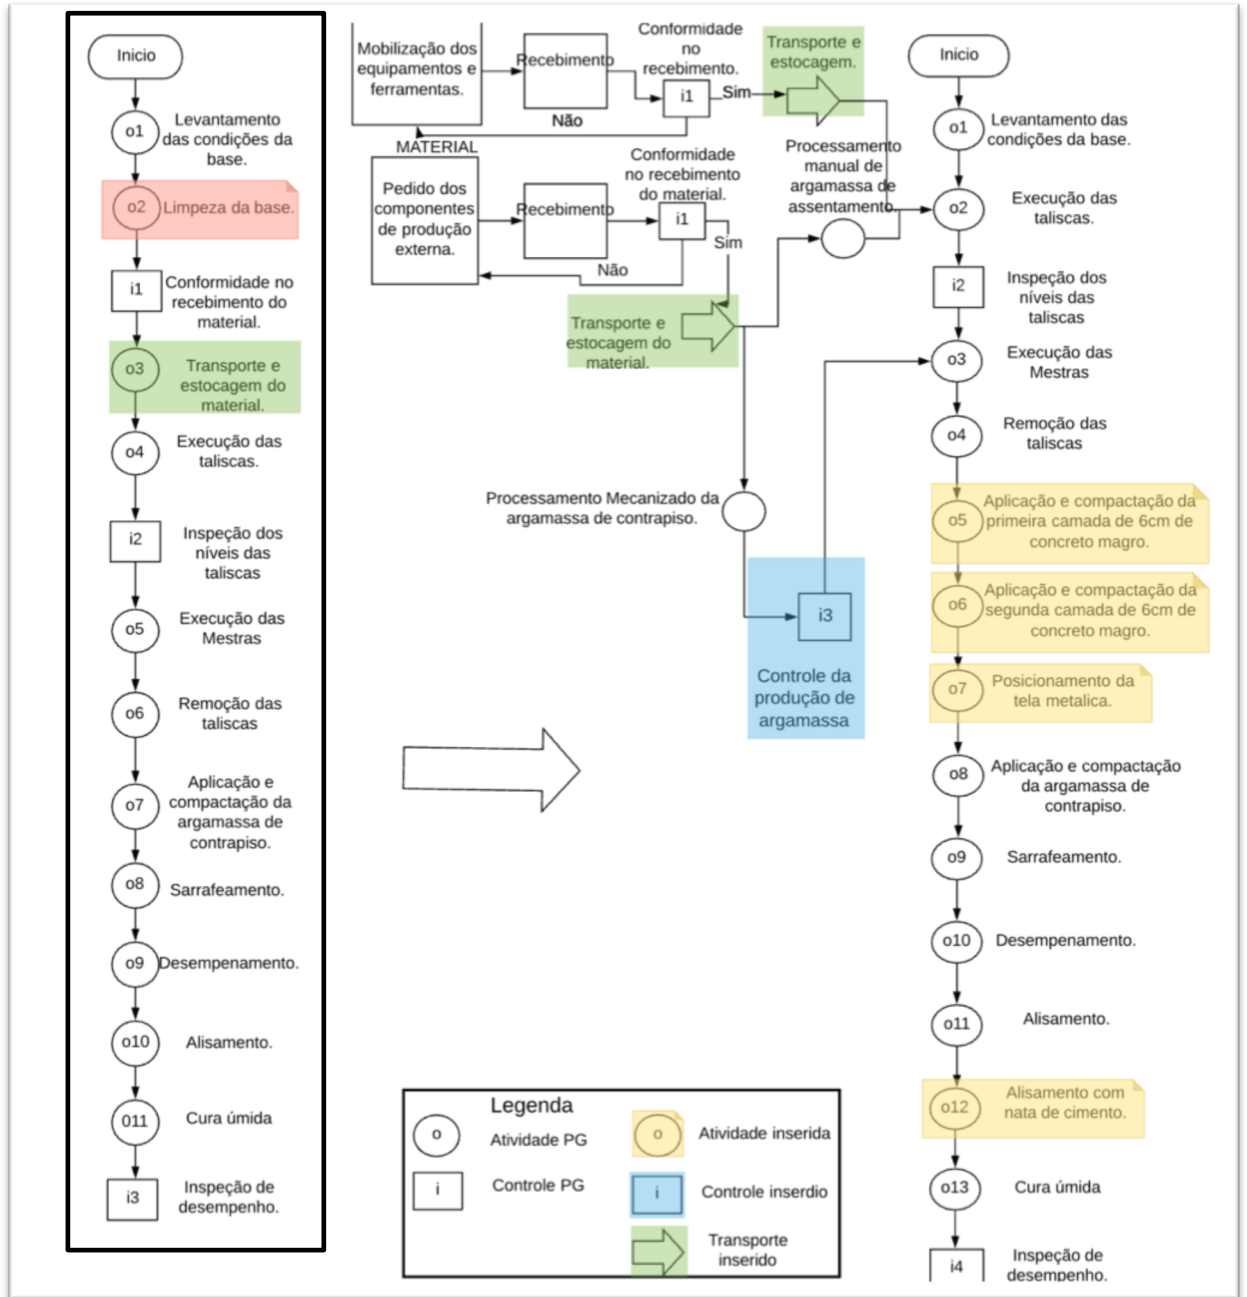 Inicio
o1
Levantamento
das condições da
base.
o2
Limpeza da base.
i1
Conformidade no
recebimento do
material.
o3
Transporte e
estocagem do
material.
o4
Execução das
taliscas.
i2
Inspeção dos
níveis das
taliscas
o5
Execução das
Mestras
o6
Remoção das
taliscas
o7
Aplicação e
compactação da
argamassa de
contrapiso.
o8
Sarrafeamento.
o9
Desempenamento.
o10
Alisamento.
011
Cura úmida
i3
Inspeção de
desempenho.
Mobilização dos
equipamentos e
ferramentas.
Recebimento
Conformidade
no
recebimento.
i1
Sim
Não
Transporte e
estocagem.
MATERIAL
Pedido dos
componentes
de produção
externa.
Recebimento
Conformidade
no recebimento
do material.
i1
Sim
Não
Transporte e
estocagem do
material.
Processamento
manual de
argamassa de
assentamento.
Processamento Mecanizado da
argamassa de contrapiso.
i3
Controle da
produção de
argamassa
Inicio
o1
Levantamento das
condições da base.
o2
Execução das
taliscas.
i2
Inspeção dos
níveis das
taliscas
o3
Execução das
Mestras
o4
Remoção das
taliscas
o5
Aplicação e compactação da
primeira camada de 6cm de
concreto magro.
o6
Aplicação e compactação da
segunda camada de 6cm de
concreto magro.
o7
Posicionamento da
tela metalica.
o8
Aplicação e compactação
da argamassa de
contrapiso.
o9
Sarrafeamento.
o10
Desempenamento.
o11
Alisamento.
o12
Alisamento com
nata de cimento.
o13
Cura úmida
i4
Inspeção de
desempenho.
Legenda
o
Atividade PG
o
Atividade inserida
i
Controle PG
i
Controle inserdio
Transporte
inserido